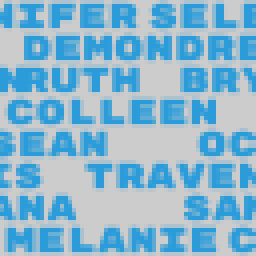 NIFER SELE
DEMONDRE
NRUTH BRY
COLLEEN
SEAN OC
IS TRAVEN
ANA SAN
MELANIE C